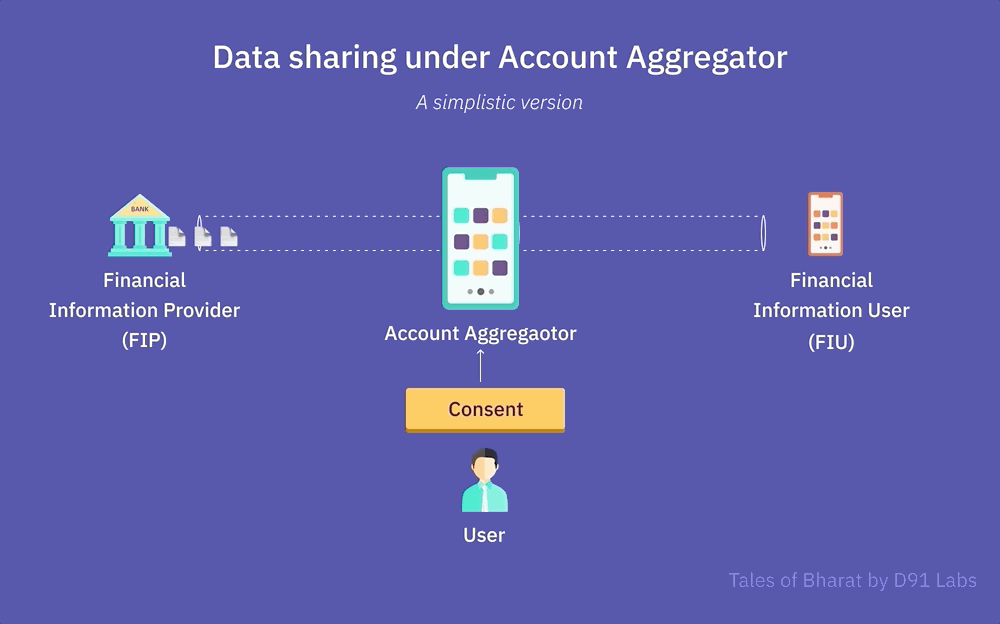 Data sharing under Account Aggregator
A simplistic version
BANK
Financial
Information Provider
(FIP)
Account Aggregaotor
Financial
Information User
(FIU)
Consent
User
Tales of Bharat by D91 Labs